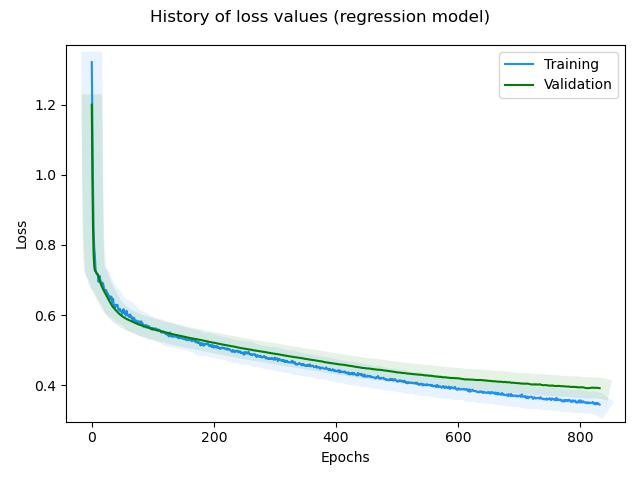 History of loss values (regression model)
Training
Validation
1.2
1.0
0.8
0.6
0.4
Loss
0
200
400
600
800
Epochs